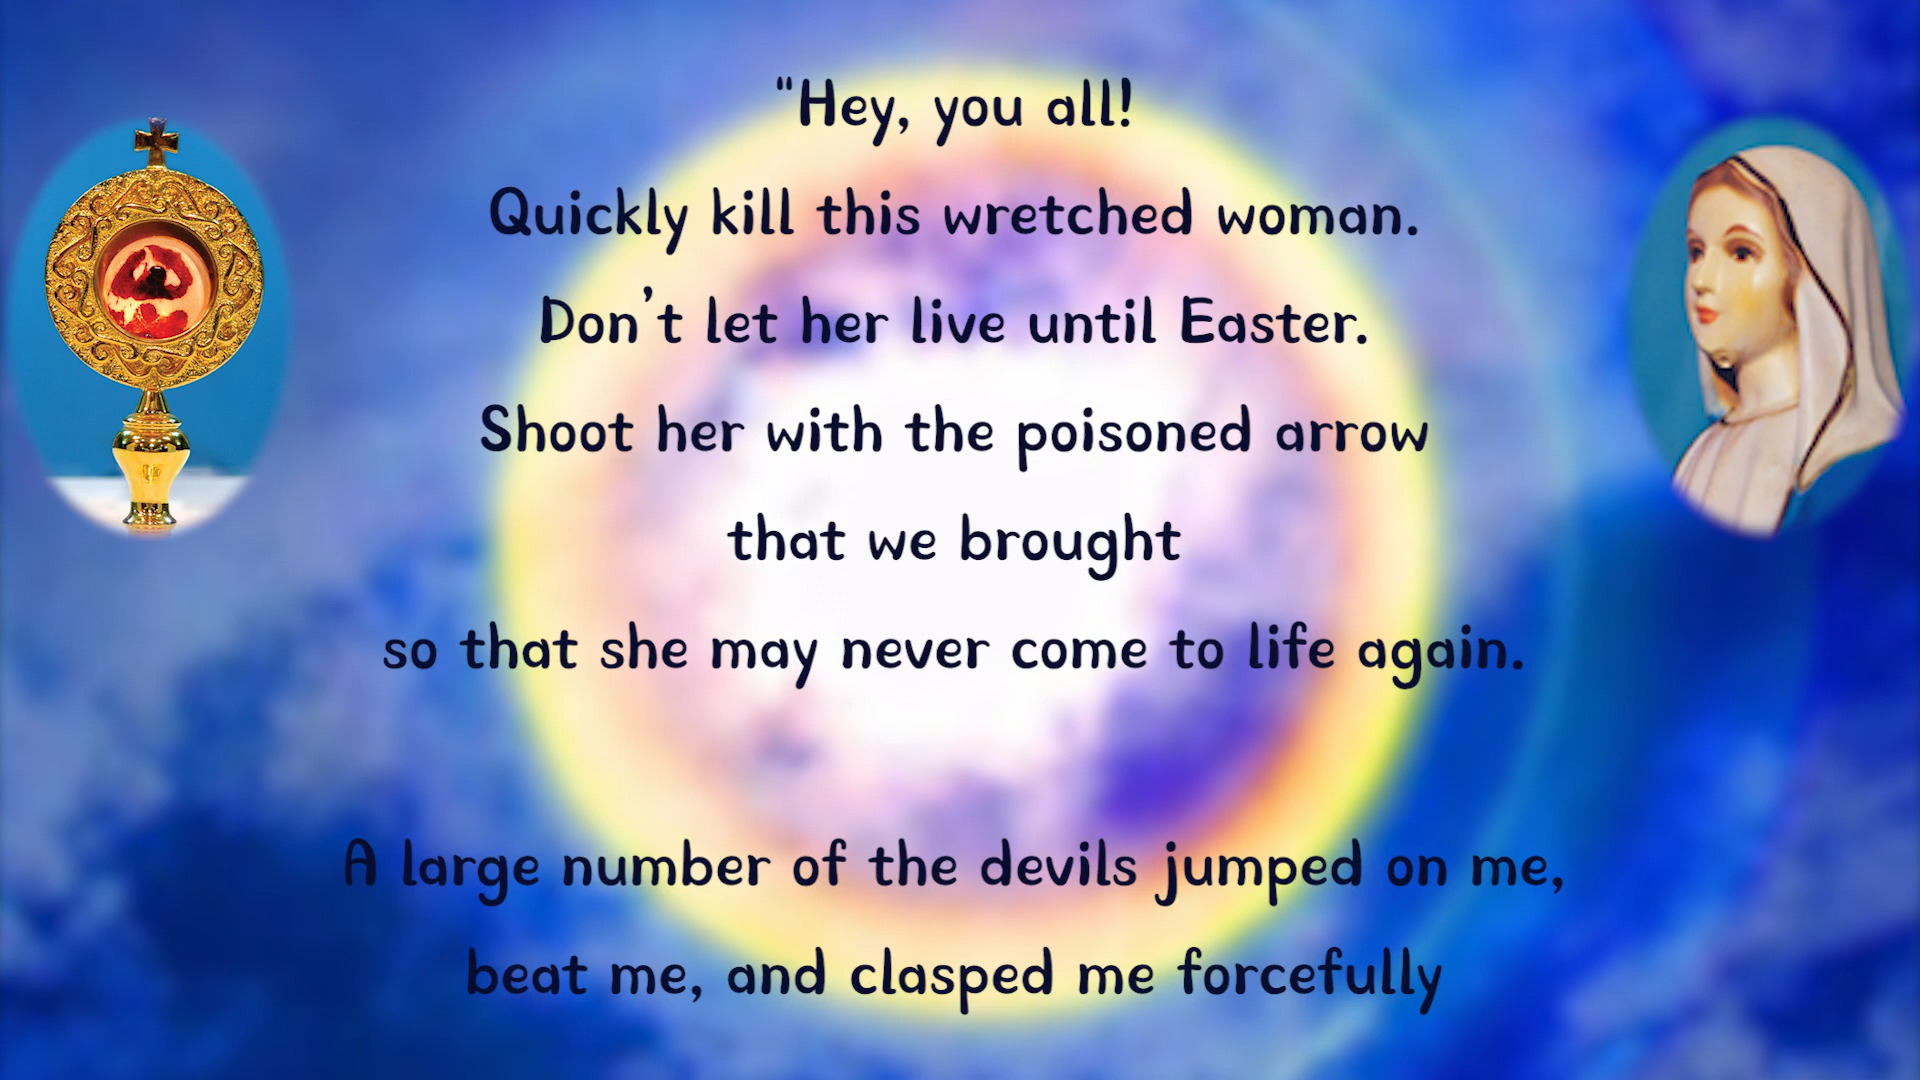 "Hey, you all!
Quickly kill this wretched woman.
Don't let her live until Easter.
Shoot her with the poisoned arrow
that we brought
so that she may never come to life again.
A large number of the devils jumped on me,
beat me, and clasped me forcefully